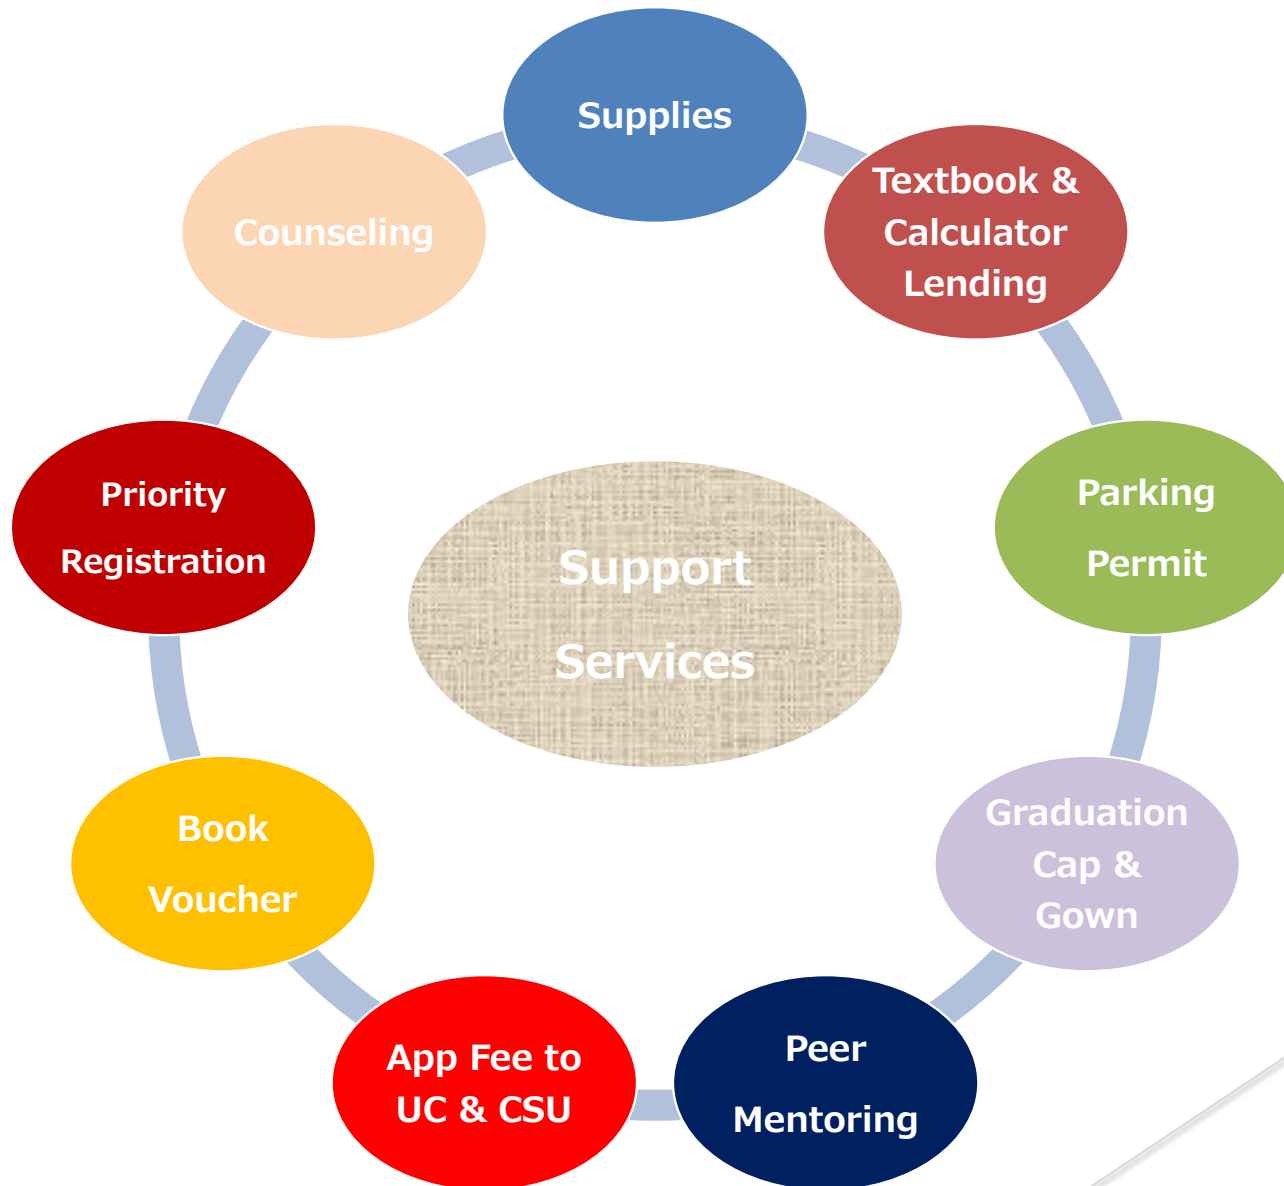 Supplies
Textbook &
Calculator
Lending
Parking
Permit
Graduation
Cap &
Gown
Peer
Mentoring
App Fee to
UC & CSU
Book
Voucher
Priority
Registration
Counseling
Support
Services